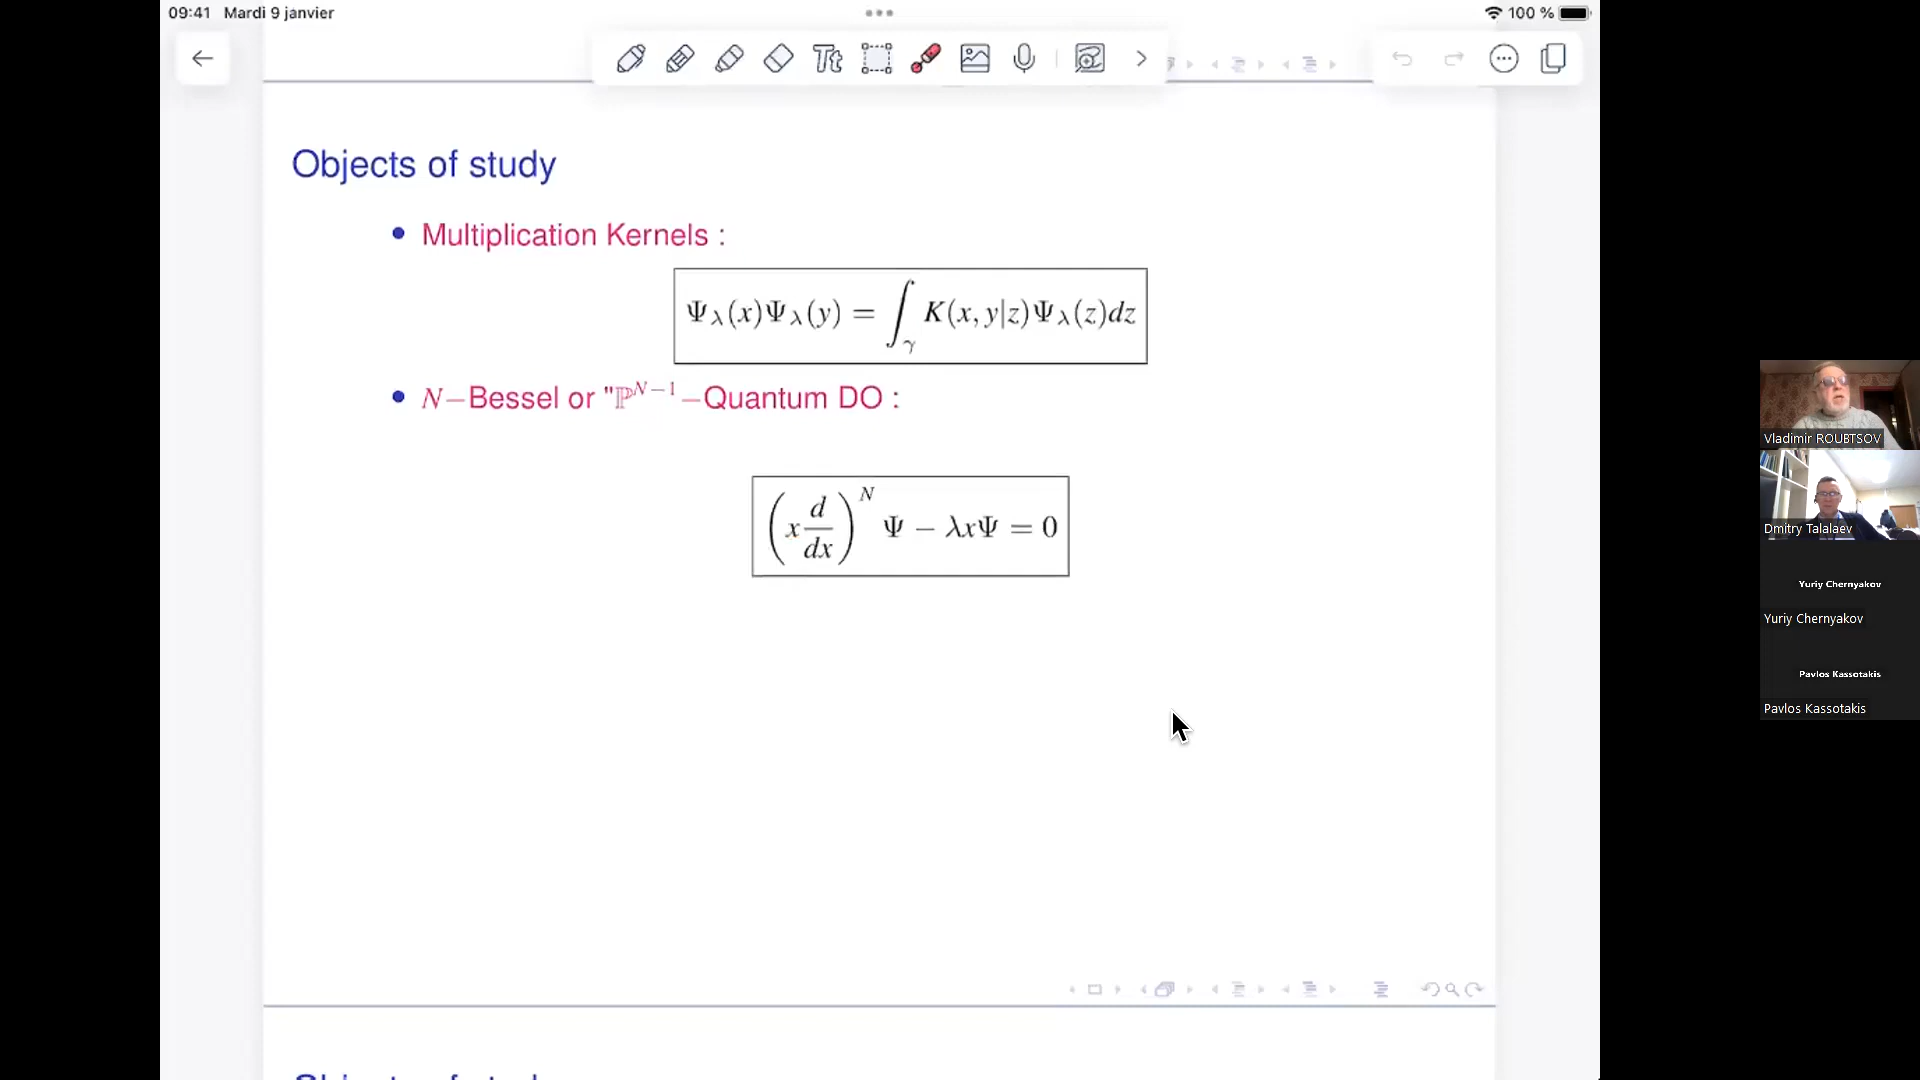 09:41 Mardi 9 janvier
100 %
Tt
Objects of study
• Multiplication Kernels :
Ψ_λ(x)Ψ_λ(y) = ∫_γ K(x, y|z)Ψ_λ(z)dz
• N−Bessel or "ℙ^{N−1}−Quantum DO :
(x d/dx)^N Ψ − λxΨ = 0
Vladimir ROUBTSOV
Dmitry Talalaev
Yuriy Chernyakov
Yuriy Chernyakov
Pavlos Kassotakis
Pavlos Kassotakis